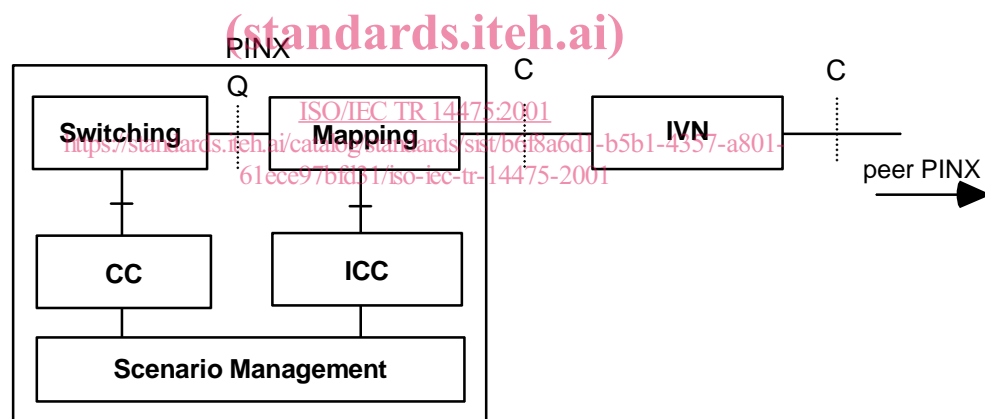 (standards.iteh.ai)
PINX
C
C
Q
ISO/IEC TR 14475:2001
Switching
Mapping
IVN
https://standards.iteh.ai/catalog/standards/sist/b6f8a6d1-b5b1-4357-a801-
61ece97bfd31/iso-iec-tr-14475-2001
peer PINX
CC
ICC
Scenario Management